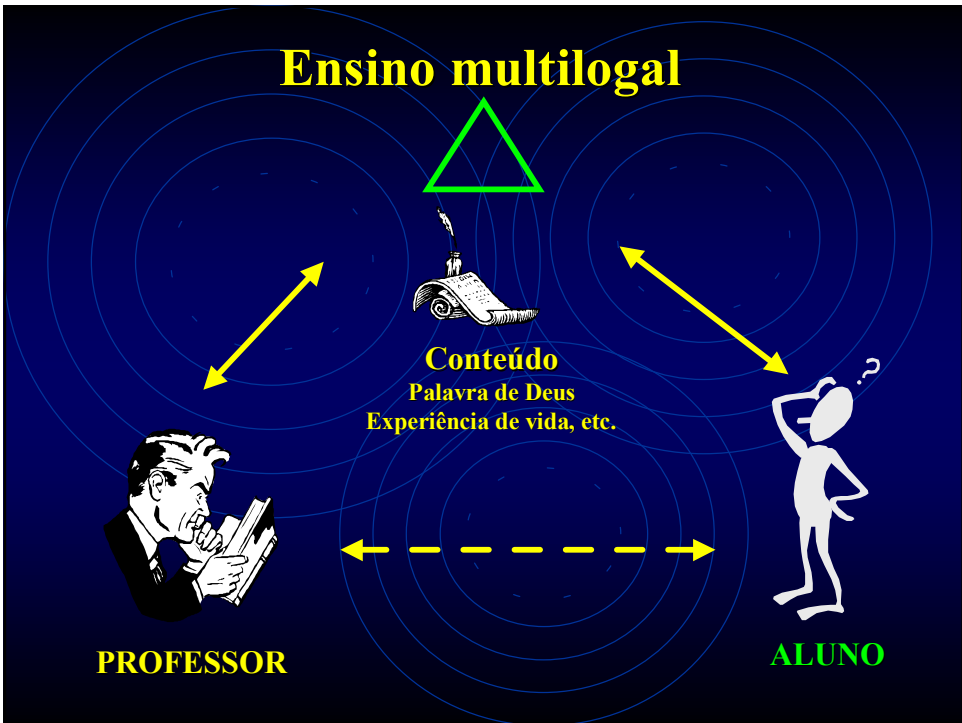 Ensino multilogal
Conteúdo
Palavra de Deus
Experiência de vida, etc.
?
PROFESSOR
ALUNO